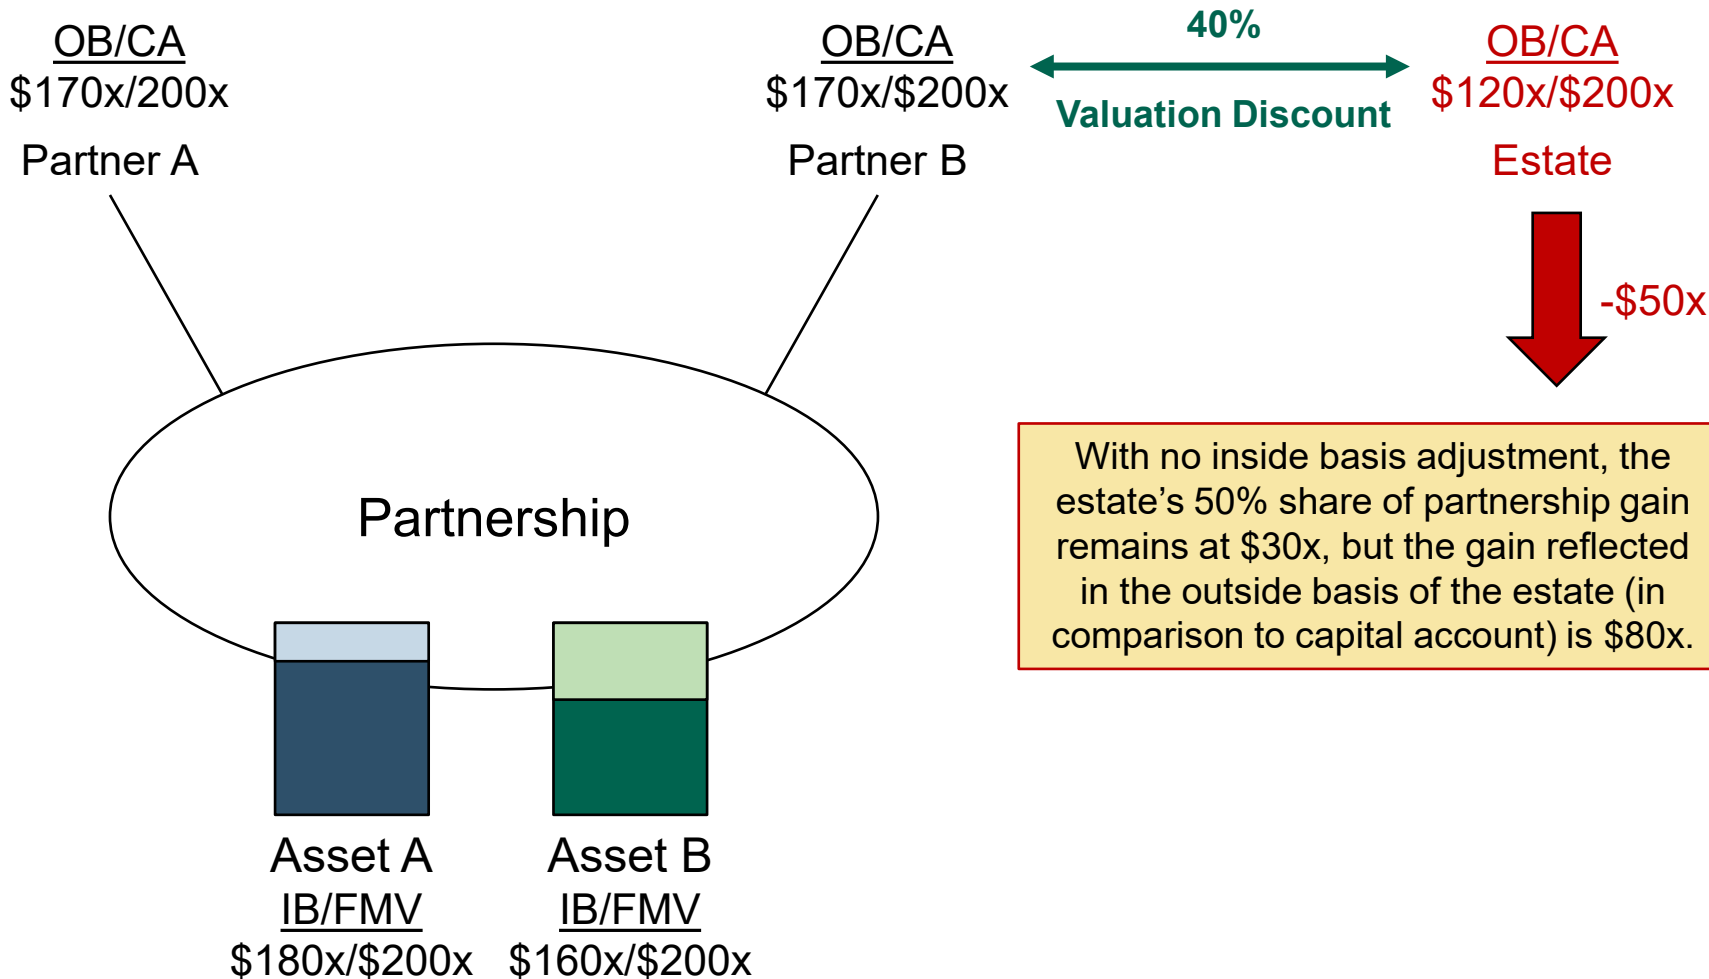 OB/CA
$170x/200x
Partner A
OB/CA
$170x/$200x
Partner B
40%
Valuation Discount
OB/CA
$120x/$200x
Estate
-$50x
With no inside basis adjustment, the
estate's 50% share of partnership gain
remains at $30x, but the gain reflected
in the outside basis of the estate (in
comparison to capital account) is $80x.
Partnership
Asset A
IB/FMV
$180x/$200x
Asset B
IB/FMV
$160x/$200x